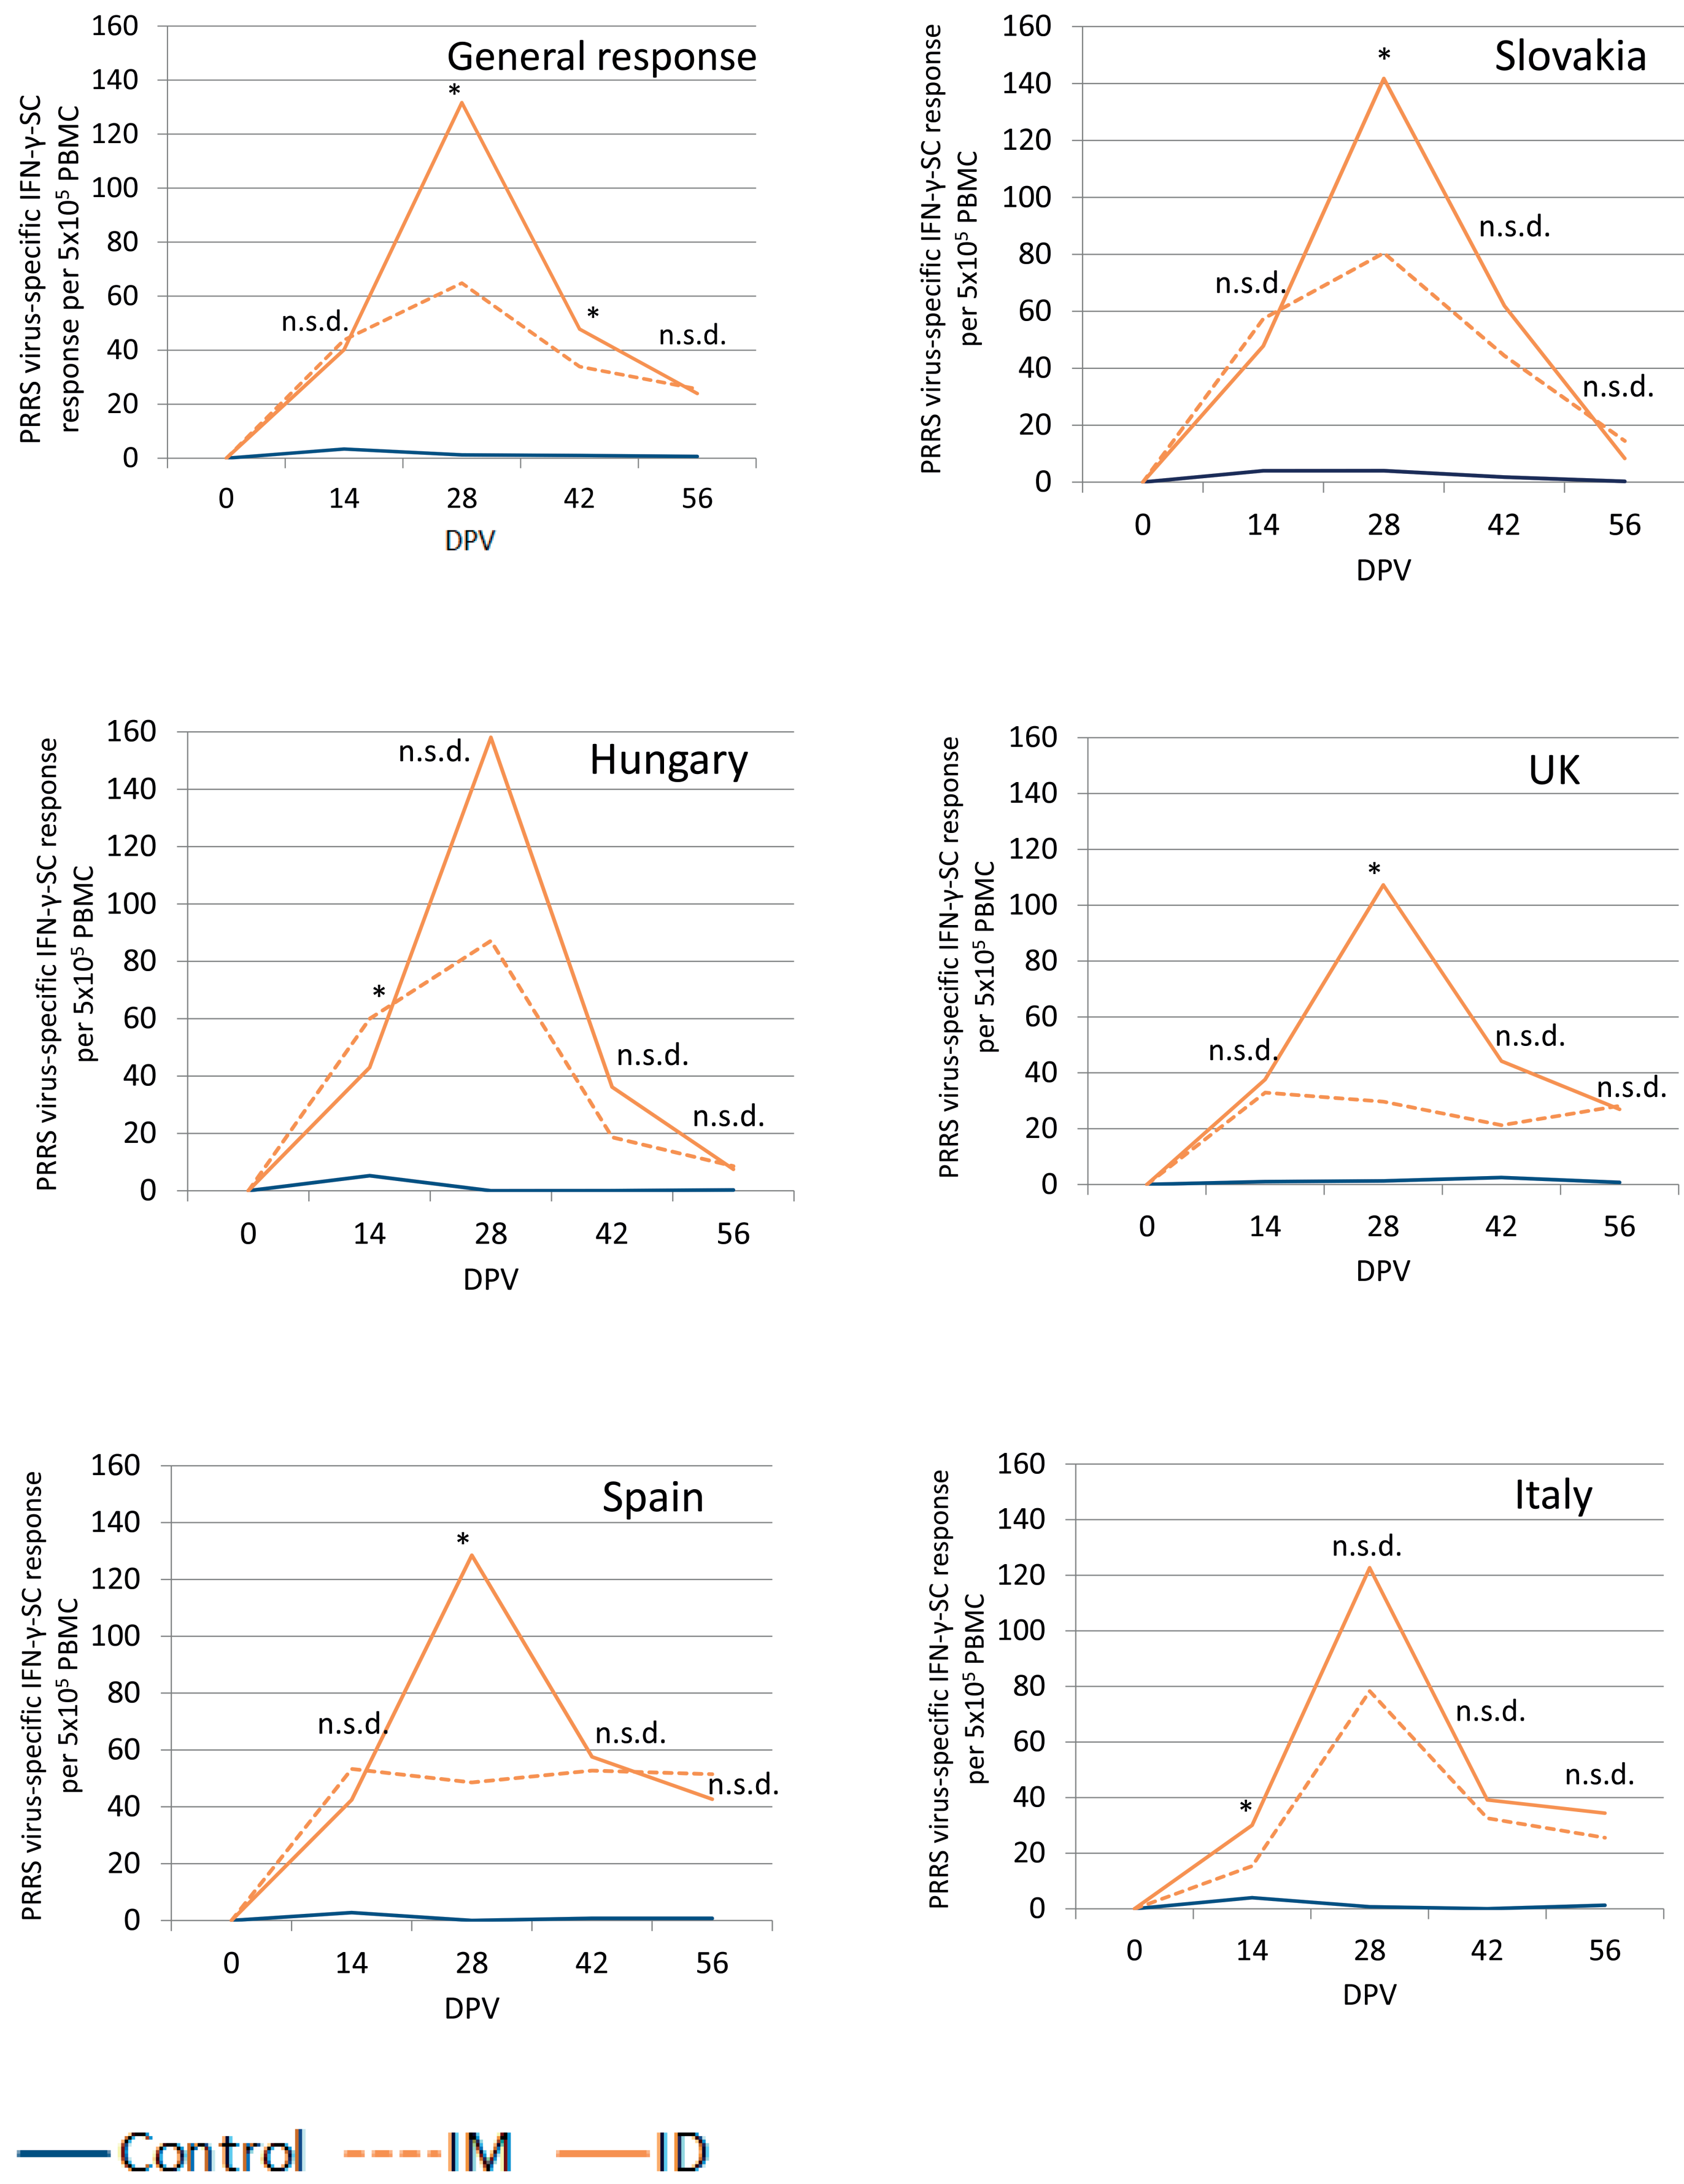 General response
PRRS virus-specific IFN-γ-SC
response per 5x10⁵ PBMC
160
140
120
100
80
60
40
20
0
*
n.s.d.
*
n.s.d.
0 14 28 42 56
DPV
Slovakia
PRRS virus-specific IFN-γ-SC response
per 5x10⁵ PBMC
160
140
120
100
80
60
40
20
0
*
n.s.d.
n.s.d.
n.s.d.
0 14 28 42 56
DPV
Hungary
PRRS virus-specific IFN-γ-SC response
per 5x10⁵ PBMC
160
140
120
100
80
60
40
20
0
n.s.d.
*
n.s.d.
n.s.d.
0 14 28 42 56
DPV
UK
PRRS virus-specific IFN-γ-SC response
per 5x10⁵ PBMC
160
140
120
100
80
60
40
20
0
*
n.s.d.
n.s.d.
n.s.d.
0 14 28 42 56
DPV
Spain
PRRS virus-specific IFN-γ-SC response
per 5x10⁵ PBMC
160
140
120
100
80
60
40
20
0
*
n.s.d.
n.s.d.
n.s.d.
0 14 28 42 56
DPV
Italy
PRRS virus-specific IFN-γ-SC response
per 5x10⁵ PBMC
160
140
120
100
80
60
40
20
0
n.s.d.
n.s.d.
n.s.d.
*
0 14 28 42 56
DPV
Control IM ID